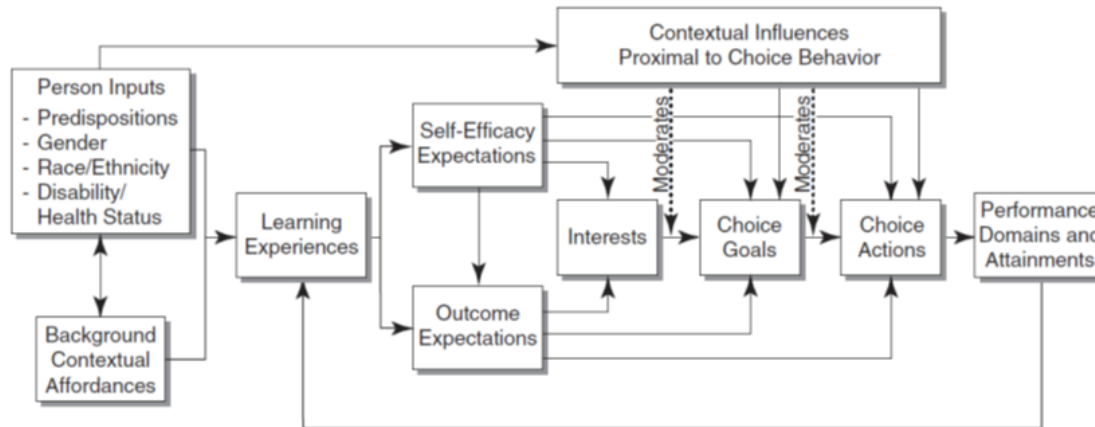 Contextual Influences
Proximal to Choice Behavior
Person Inputs
- Predispositions
- Gender
- Race/Ethnicity
- Disability/
Health Status
Self-Efficacy
Expectations
Moderates
Moderates
Learning
Experiences
Interests
Choice
Goals
Choice
Actions
Performance
Domains and
Attainments
Outcome
Expectations
Background
Contextual
Affordances